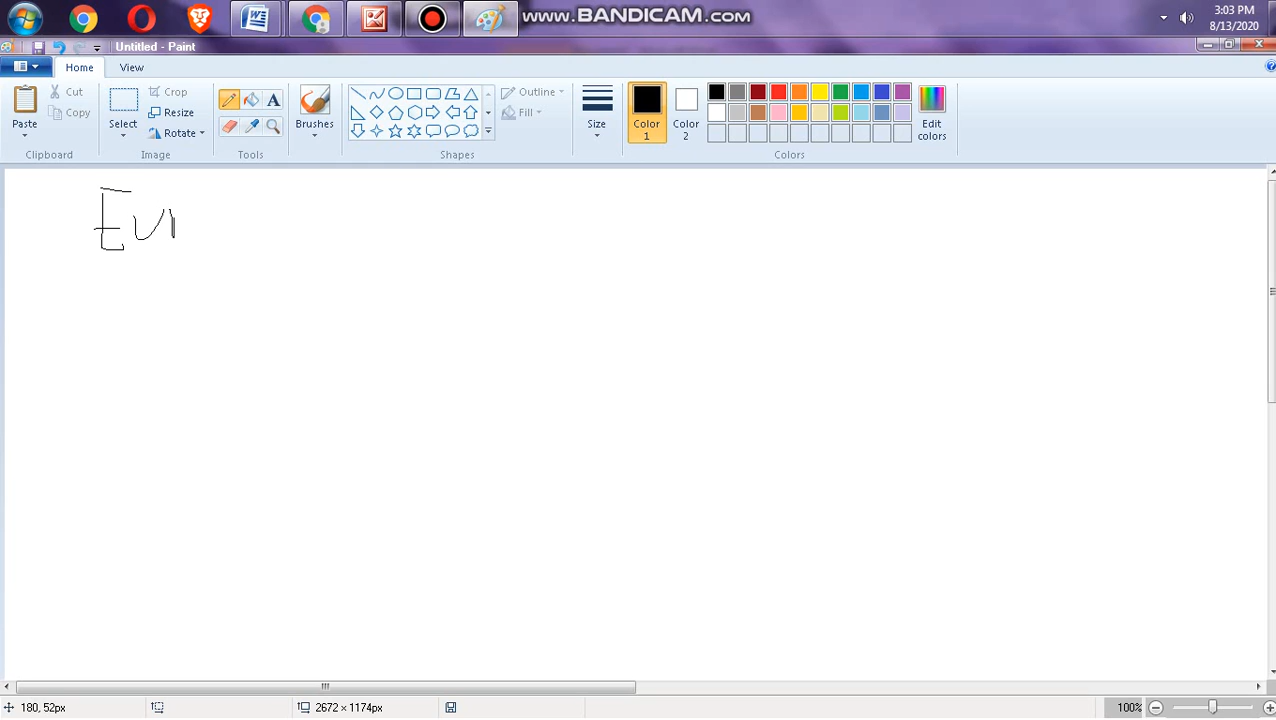 www.BANDICAM.com
3:03 PM
8/13/2020
Untitled - Paint
Home View
Paste Cut Copy Select Crop Resize Rotate Brushes Outline Fill Size Color 1 Color 2 Edit colors
Clipboard Image Tools Shapes Colors
180, 52px 2672 × 1174px 100%